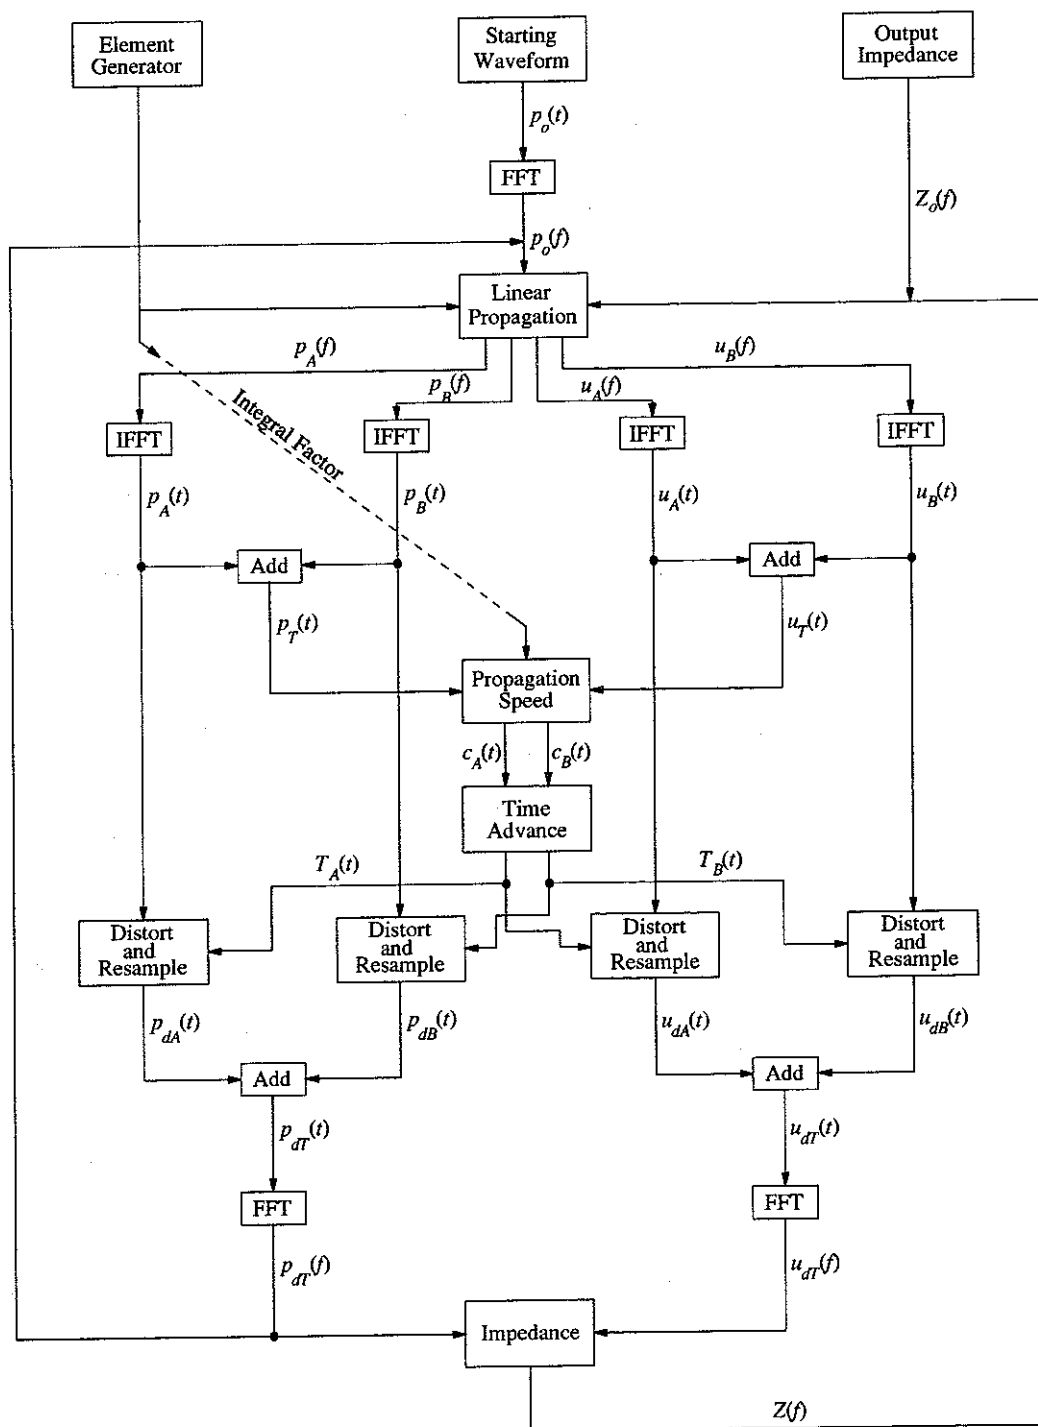 Element
Generator
Starting
Waveform
Output
Impedance
p_o(t)
FFT
Z_o(f)
p_o(f)
Linear
Propagation
p_A(f)
p_B(f)
u_A(f)
u_B(f)
Integral Factor
IFFT
IFFT
IFFT
IFFT
p_A(t)
p_B(t)
u_A(t)
u_B(t)
Add
Add
p_T(t)
u_T(t)
Propagation
Speed
c_A(t)
c_B(t)
Time
Advance
T_A(t)
T_B(t)
Distort
and
Resample
Distort
and
Resample
Distort
and
Resample
Distort
and
Resample
p_dA(t)
p_dB(t)
u_dA(t)
u_dB(t)
Add
Add
p_dT(t)
u_dT(t)
FFT
FFT
p_dT(f)
u_dT(f)
Impedance
Z(f)